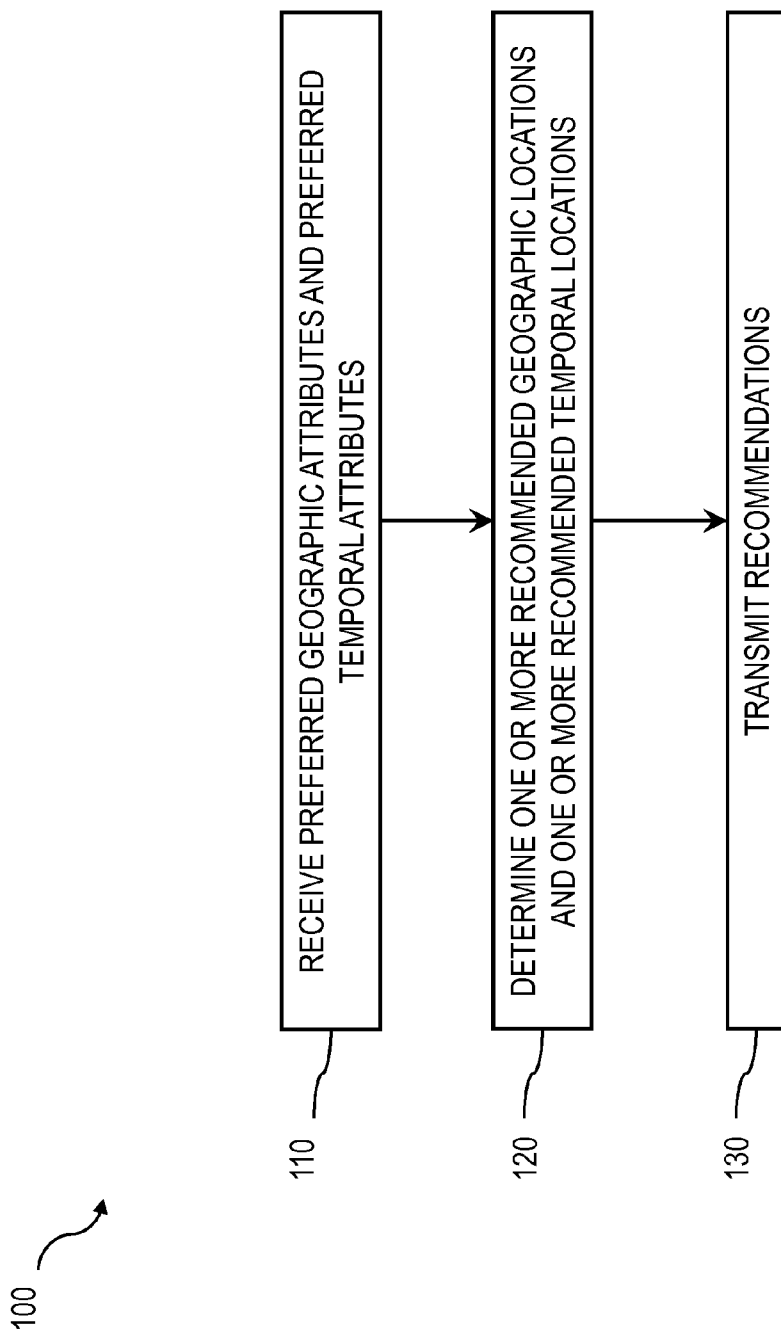 100
110
RECEIVE PREFERRED GEOGRAPHIC ATTRIBUTES AND PREFERRED
TEMPORAL ATTRIBUTES
120
DETERMINE ONE OR MORE RECOMMENDED GEOGRAPHIC LOCATIONS
AND ONE OR MORE RECOMMENDED TEMPORAL LOCATIONS
130
TRANSMIT RECOMMENDATIONS